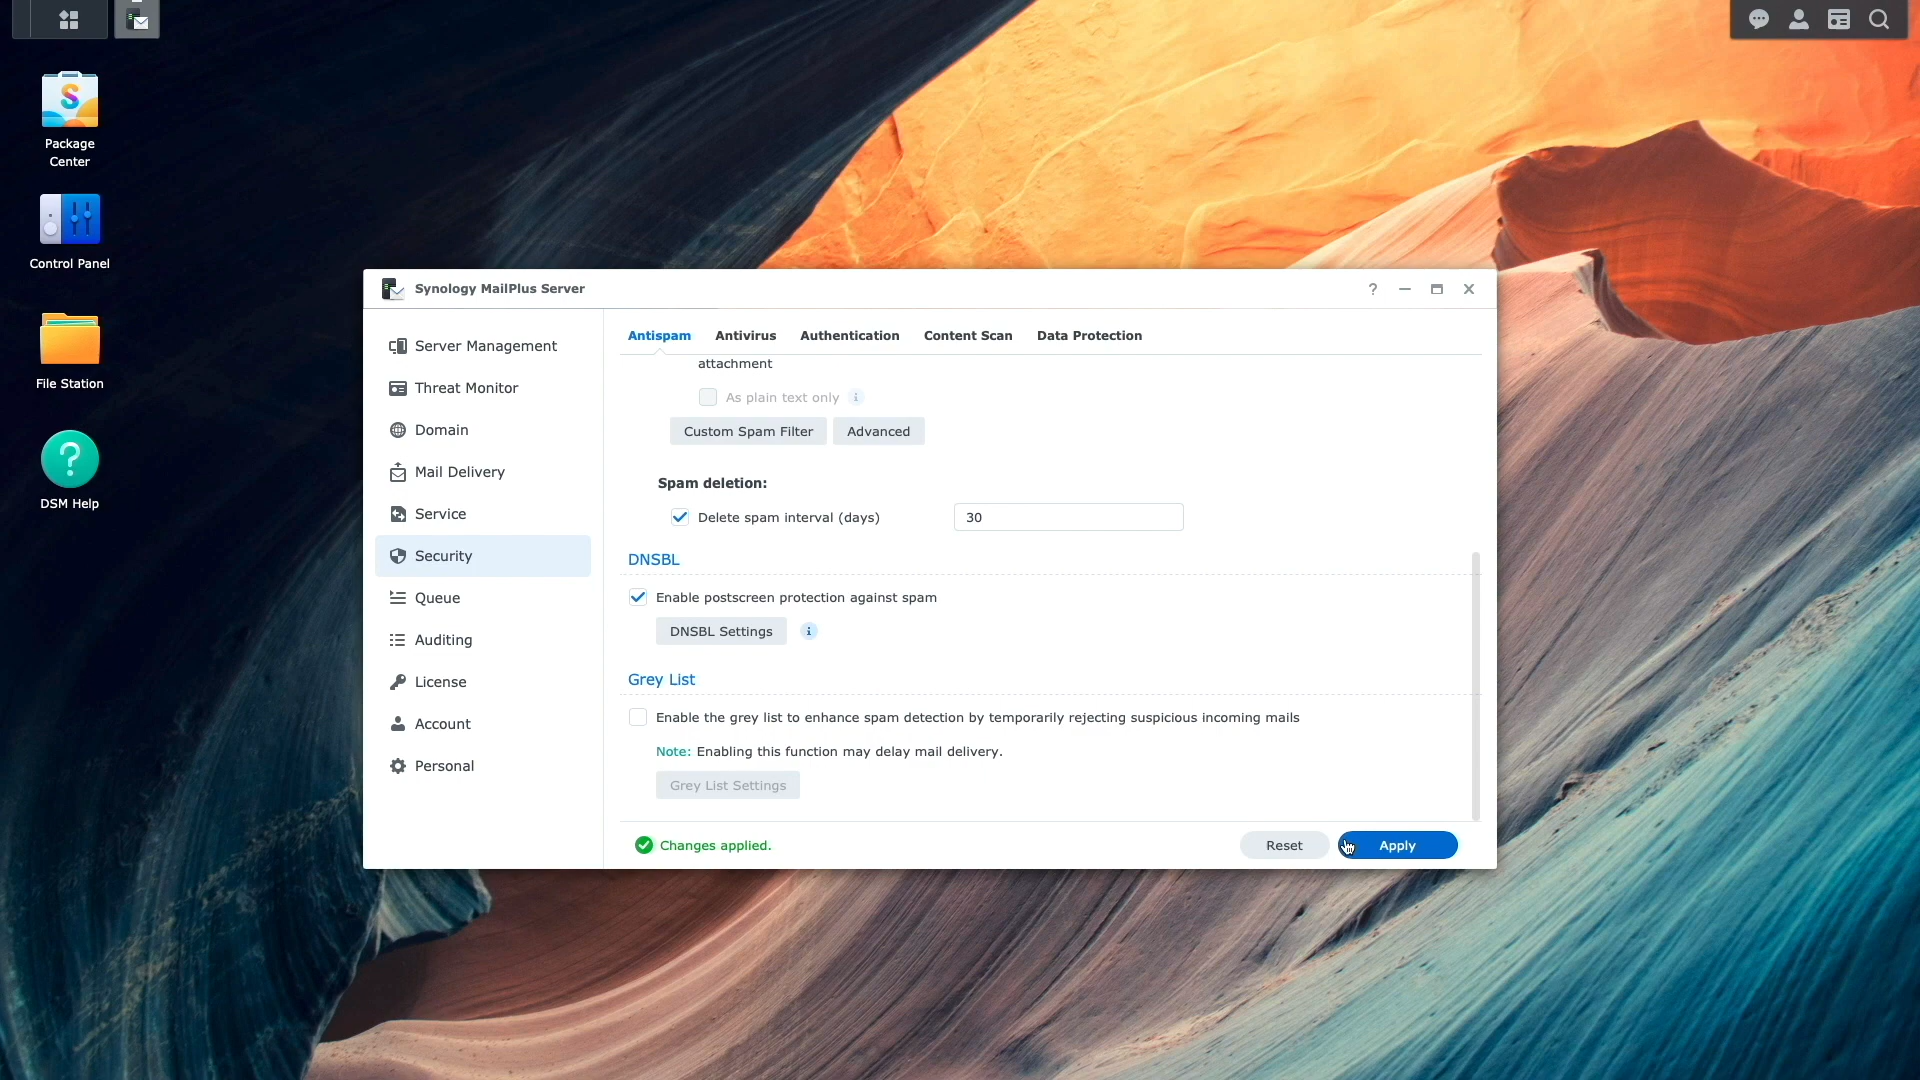 Package
Center
Control Panel
File Station
DSM Help
Synology MailPlus Server
Server Management
Threat Monitor
Domain
Mail Delivery
Service
Security
Queue
Auditing
License
Account
Personal
Antispam Antivirus Authentication Content Scan Data Protection
attachment
As plain text only
Custom Spam Filter Advanced
Spam deletion:
Delete spam interval (days) 30
DNSBL
Enable postscreen protection against spam
DNSBL Settings
Grey List
Enable the grey list to enhance spam detection by temporarily rejecting suspicious incoming mails
Note: Enabling this function may delay mail delivery.
Grey List Settings
Changes applied.
Reset Apply